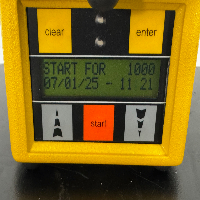 clear enter
START FOR 1000
07/01/25 - 11 21
start